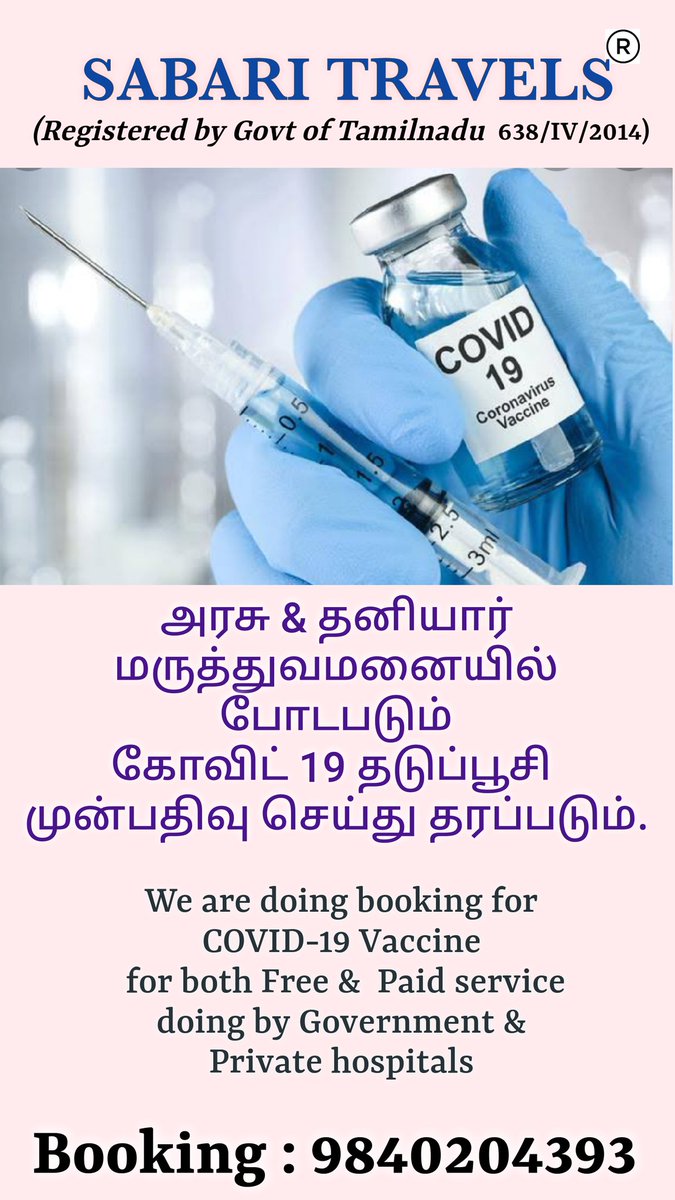 SABARI TRAVELS ®
(Registered by Govt of Tamilnadu 638/IV/2014)
COVID
19
Coronavirus
Vaccine
0.5
1
1.5
2
2.5
3ml
அரசு & தனியார்
மருத்துவமனையில்
போடபடும்
கோவிட் 19 தடுப்பூசி
முன்பதிவு செய்து தரப்படும்.
We are doing booking for
COVID-19 Vaccine
for both Free & Paid service
doing by Government &
Private hospitals
Booking : 9840204393